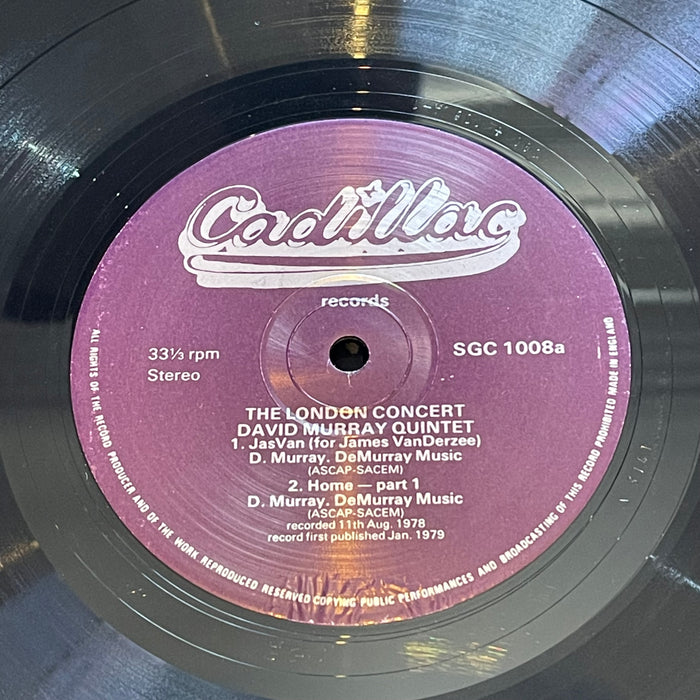 Cadillac
records
33⅓ rpm
Stereo
SGC 1008a
THE LONDON CONCERT
DAVID MURRAY QUINTET
1. JasVan (for James VanDerzee)
D. Murray. DeMurray Music
(ASCAP-SACEM)
2. Home — part 1
D. Murray. DeMurray Music
(ASCAP-SACEM)
recorded 11th Aug. 1978
record first published Jan. 1979
ALL RIGHTS OF THE RECORD PRODUCER AND OF THE WORK REPRODUCED RESERVED COPYING PUBLIC PERFORMANCES AND BROADCASTING OF THIS RECORD PROHIBITED MADE IN ENGLAND